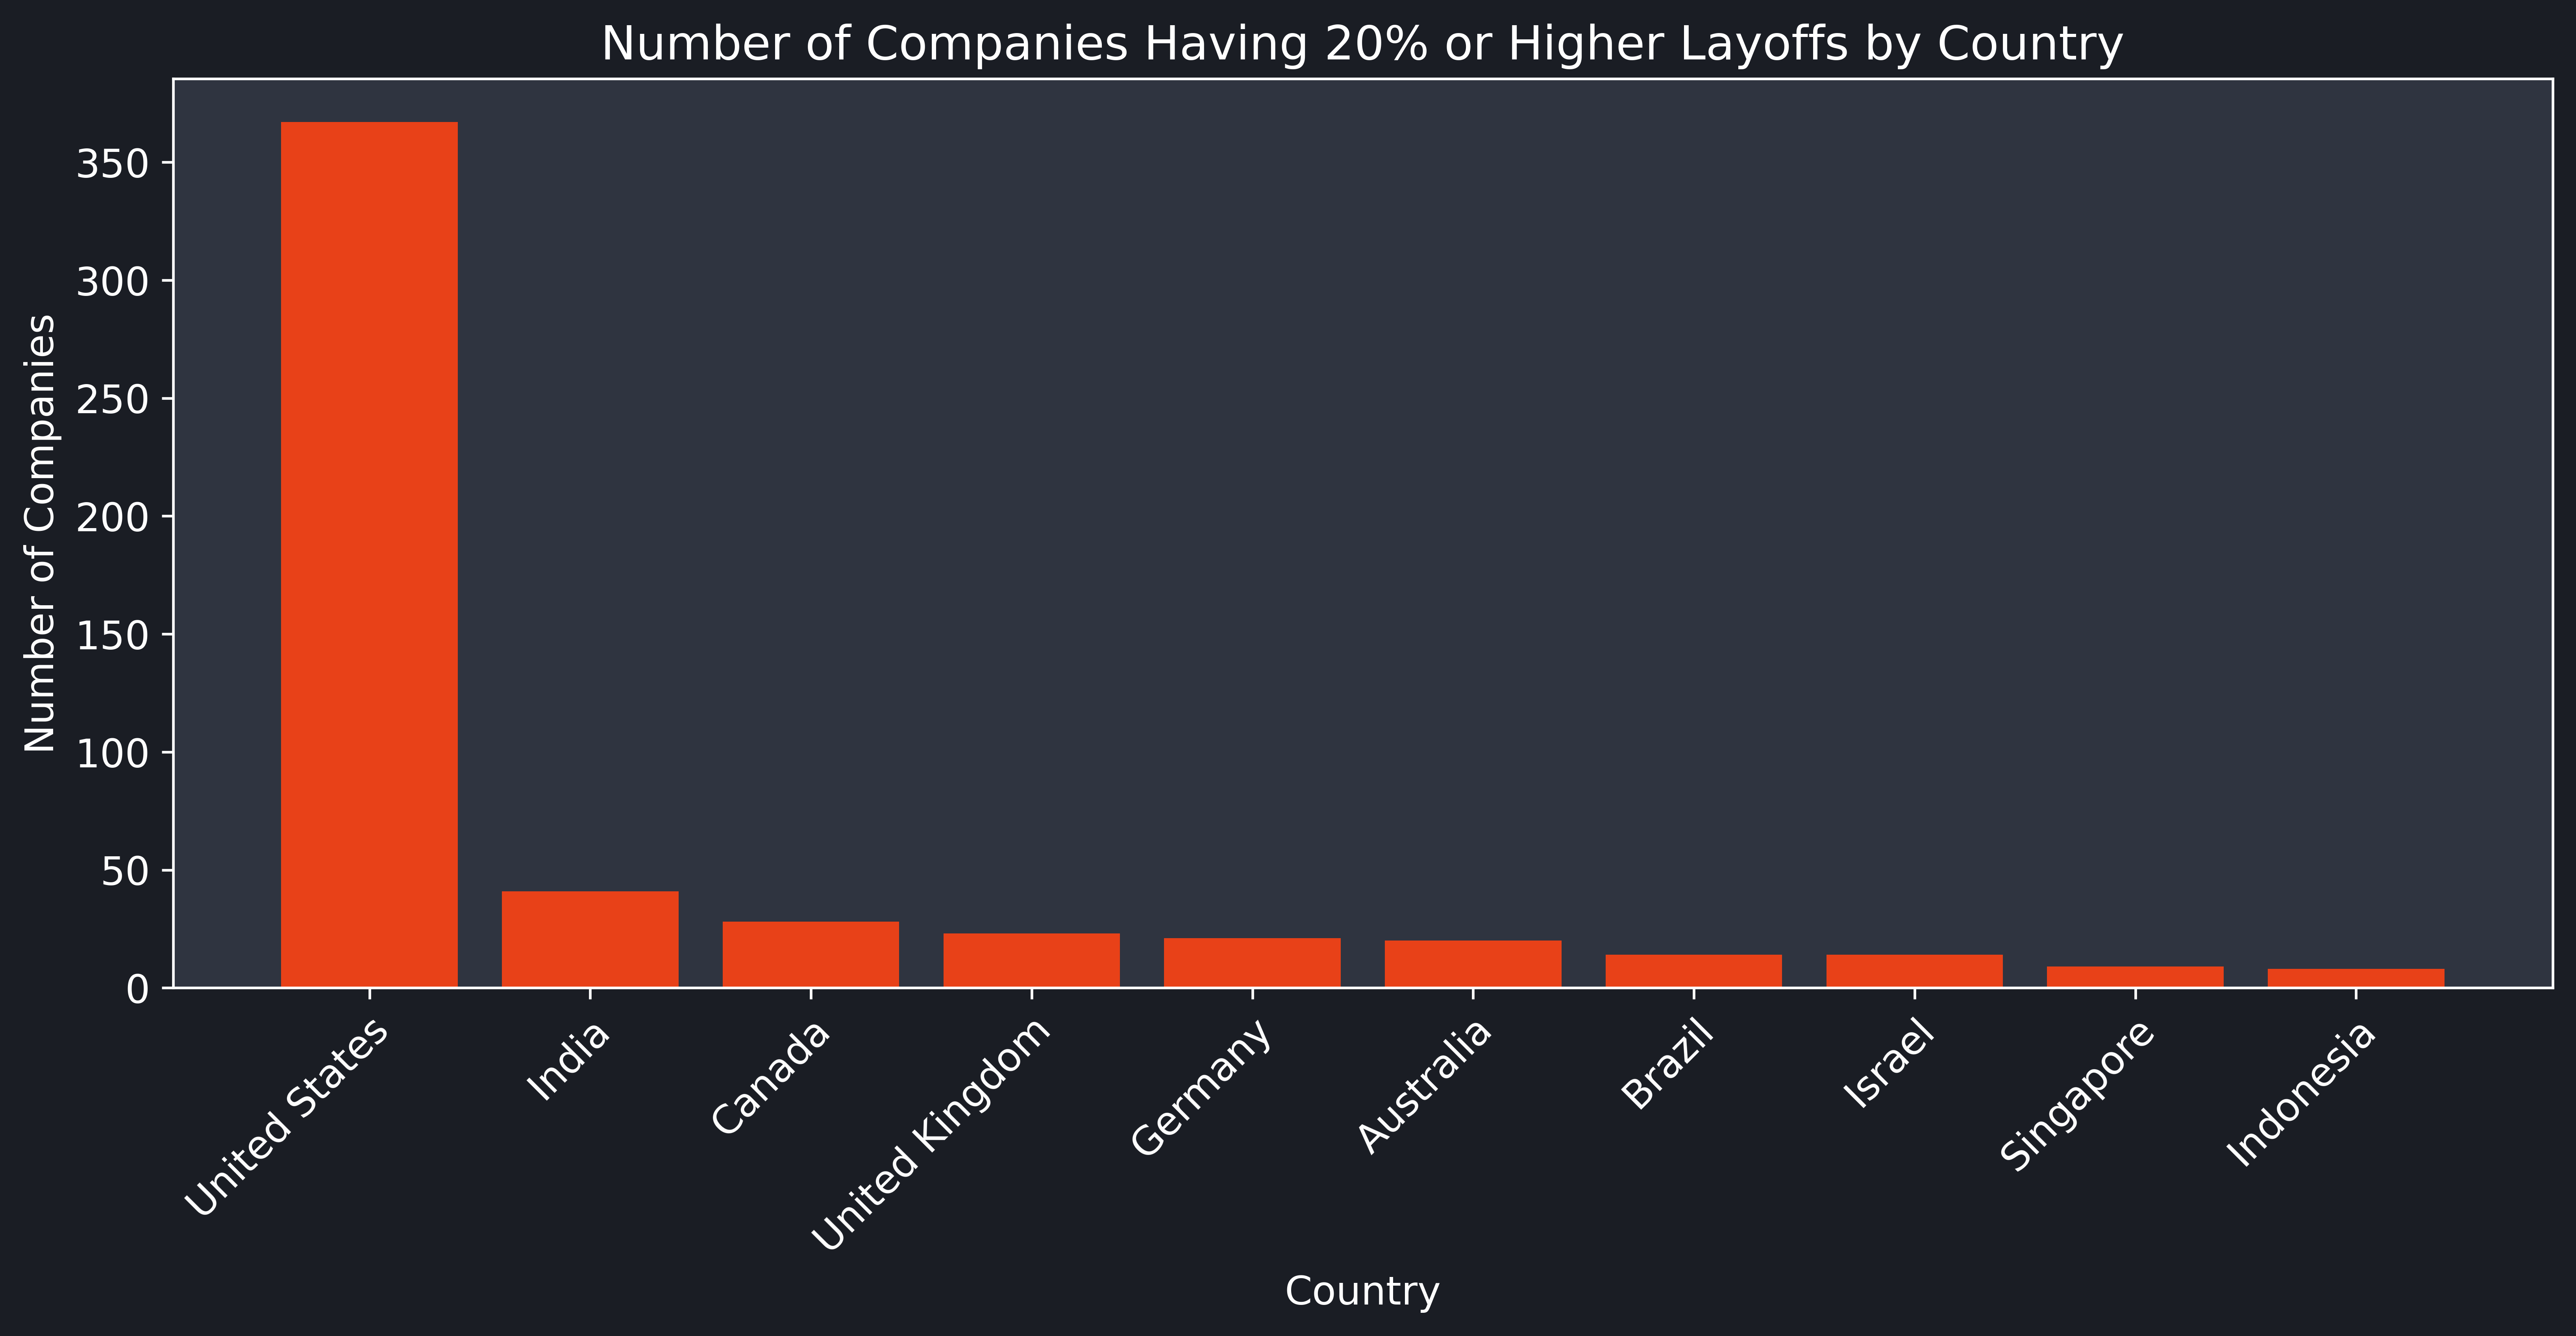 Number of Companies Having 20% or Higher Layoffs by Country
Number of Companies
350
300
250
200
150
100
50
0
United States
India
Canada
United Kingdom
Germany
Australia
Brazil
Israel
Singapore
Indonesia
Country